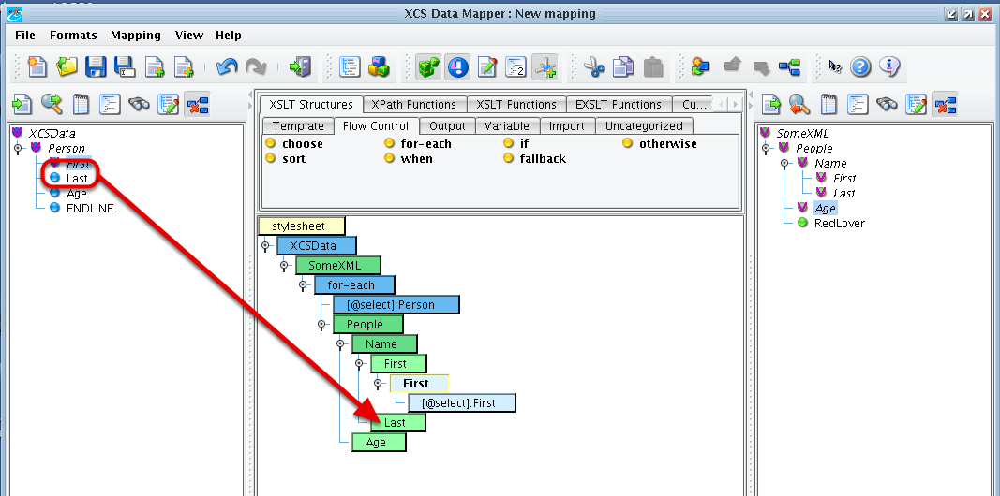 XCS Data Mapper : New mapping
File Formats Mapping View Help
XSLT Structures XPath Functions XSLT Functions EXSLT Functions Cu...
Template Flow Control Output Variable Import Uncategorized
choose for-each if otherwise
sort when fallback
XCSData
Person
First
Last
Age
ENDLINE
stylesheet
XCSData
SomeXML
for-each
[@select]:Person
People
Name
First
First
[@select]:First
Last
Age
SomeXML
People
Name
First
Last
Age
RedLover